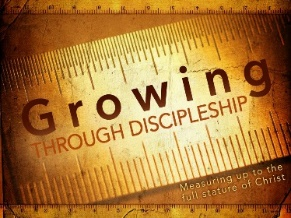 Growing
THROUGH DISCIPLESHIP
Measuring up to the
full stature of Christ